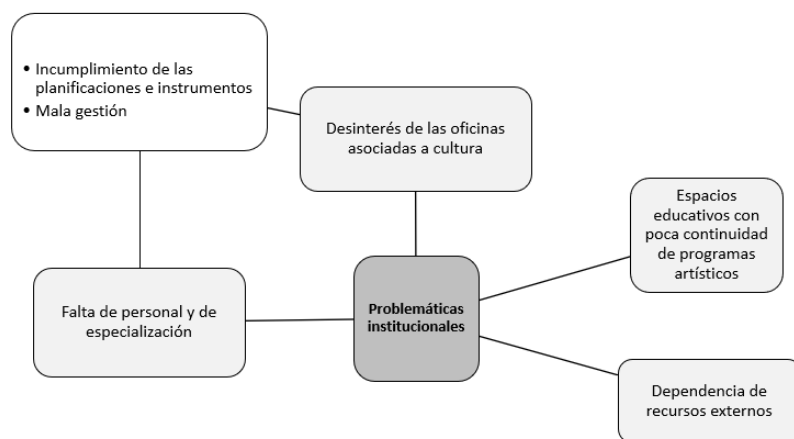 • Incumplimiento de las
planificaciones e instrumentos
• Mala gestión
Desinterés de las oficinas
asociadas a cultura
Espacios
educativos con
poca continuidad
de programas
artísticos
Falta de personal y de
especialización
Problemáticas
institucionales
Dependencia de
recursos externos